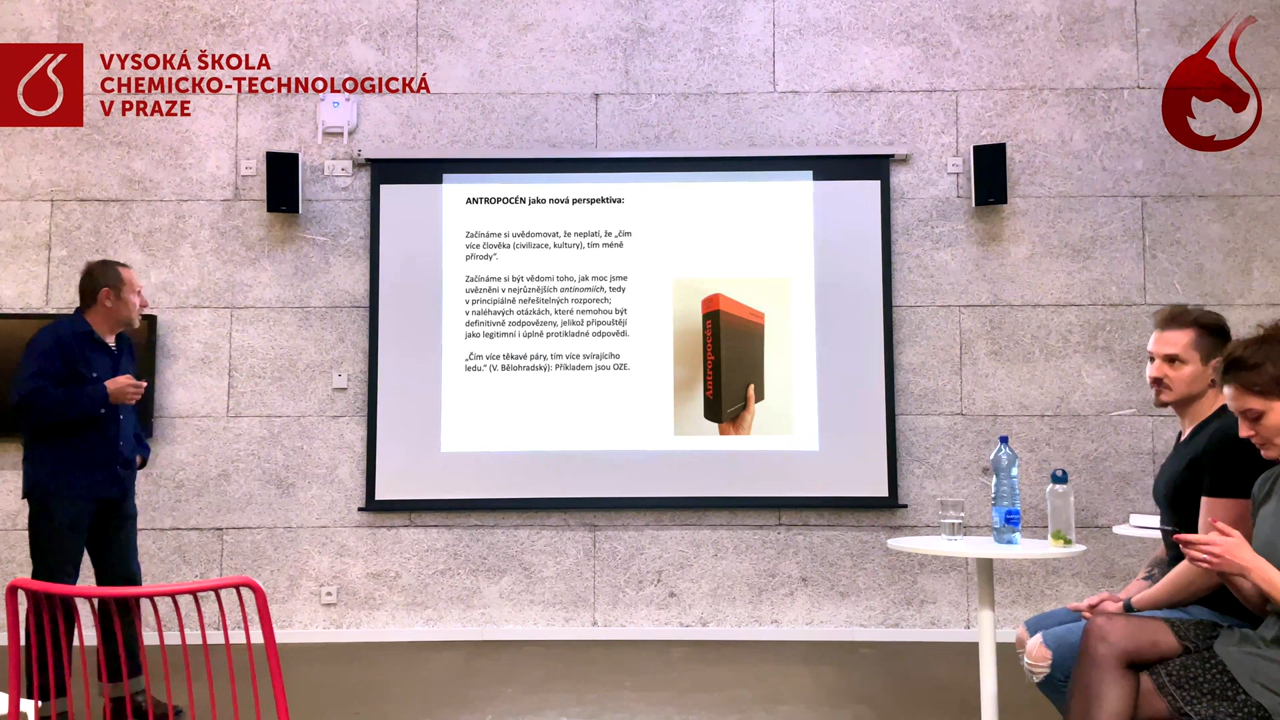 VYSOKÁ ŠKOLA
CHEMICKO-TECHNOLOGICKÁ
V PRAZE
ANTROPOCÉN jako nová perspektiva:
Začínáme si uvědomovat, že neplatí, že „čím
více člověka (civilizace, kultury), tím méně
přírody“.
Začínáme si být vědomi toho, jak moc jsme
uvězněni v nejrůznějších antinomiích, tedy
v principiálně neřešitelných rozporech;
v naléhavých otázkách, které nemohou být
definitivně zodpovězeny, jelikož připouštějí
jako legitimní i úplně protikladné odpovědi.
„Čím více těkavé páry, tím více svírajícího
ledu.“ (V. Bělohradský): Příkladem jsou OZE.
Antropocén